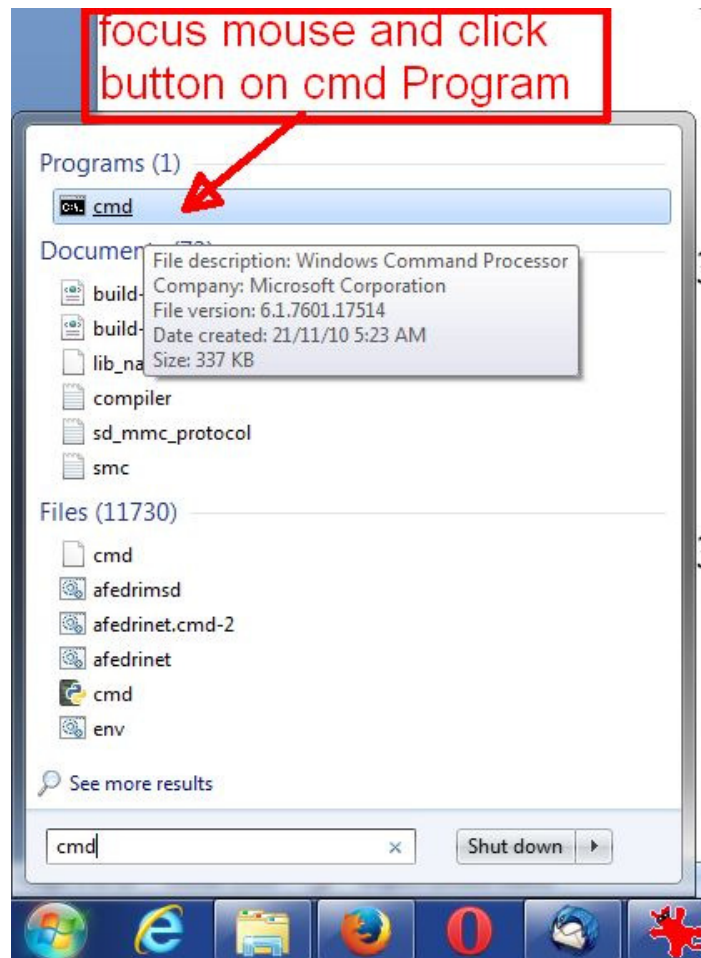 focus mouse and click
button on cmd Program
Programs (1)
cmd
File description: Windows Command Processor
Company: Microsoft Corporation
File version: 6.1.7601.17514
Date created: 21/11/10 5:23 AM
Size: 337 KB
build-
build-
compiler
sd_mmc_protocol
smc
Files (11730)
cmd
afedrimsd
afedrinet.cmd-2
afedrinet
cmd
env
See more results
cmd
Shut down